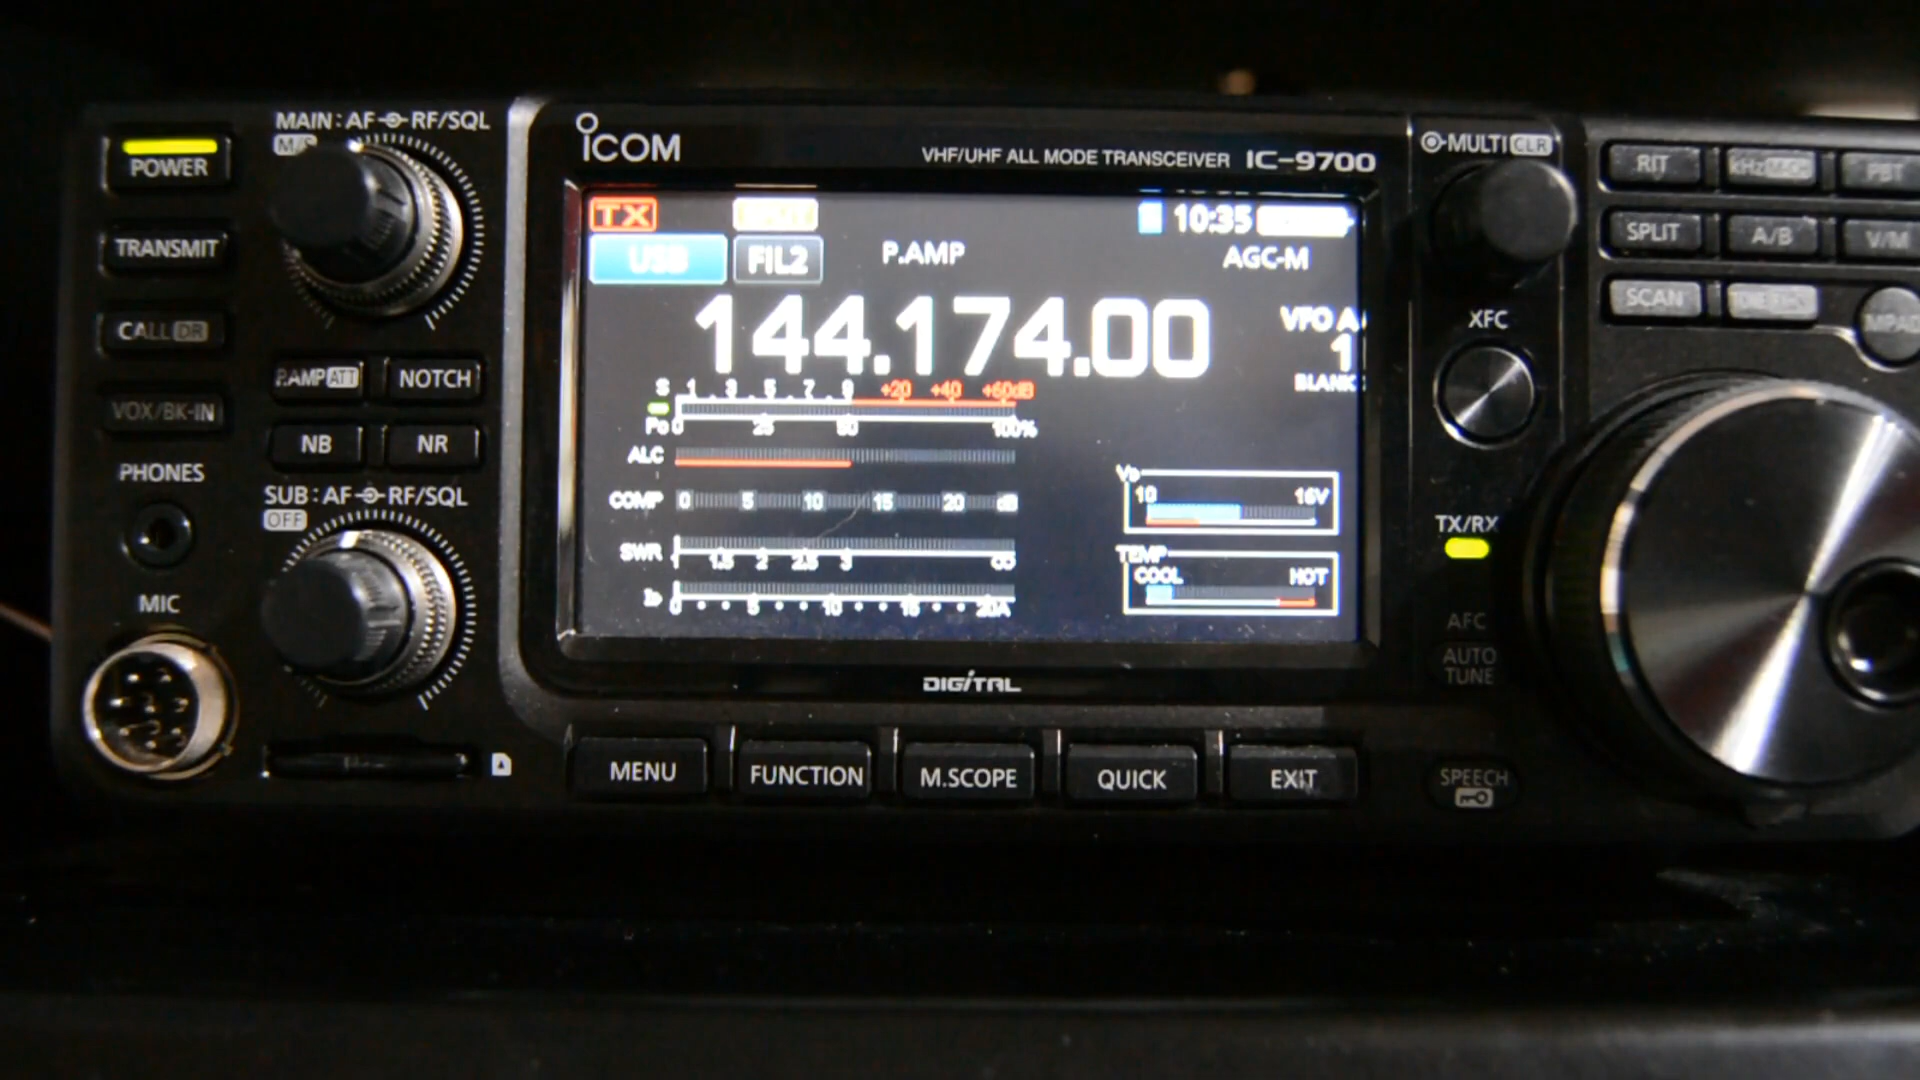 MAIN: AF RF/SQL
M/S
POWER
TRANSMIT
CALL DR
VOX/BK-IN
P.AMP ATT
NOTCH
NB
NR
PHONES
SUB: AF RF/SQL
OFF
MIC
ICOM
VHF/UHF ALL MODE TRANSCEIVER IC-9700
TX
10:35
USB
FIL2
P.AMP
AGC-M
144.174.00
VFO A
1
BLANK
S 1 3 5 7 9 +20 +40 +60dB
Po 0 25 50 100%
ALC
COMP 0 5 10 15 20 dB
SWR 1 1.5 2 2.5 3 ∞
ID 0 5 10 15 20A
VD
10 16V
TEMP
COOL HOT
DIGITAL
MENU
FUNCTION
M.SCOPE
QUICK
EXIT
MULTI CLR
XFC
TX/RX
AFC
AUTO
TUNE
SPEECH
RIT
kHz M-CH
PBT
SPLIT
A/B
V/M
SCAN
MPAD